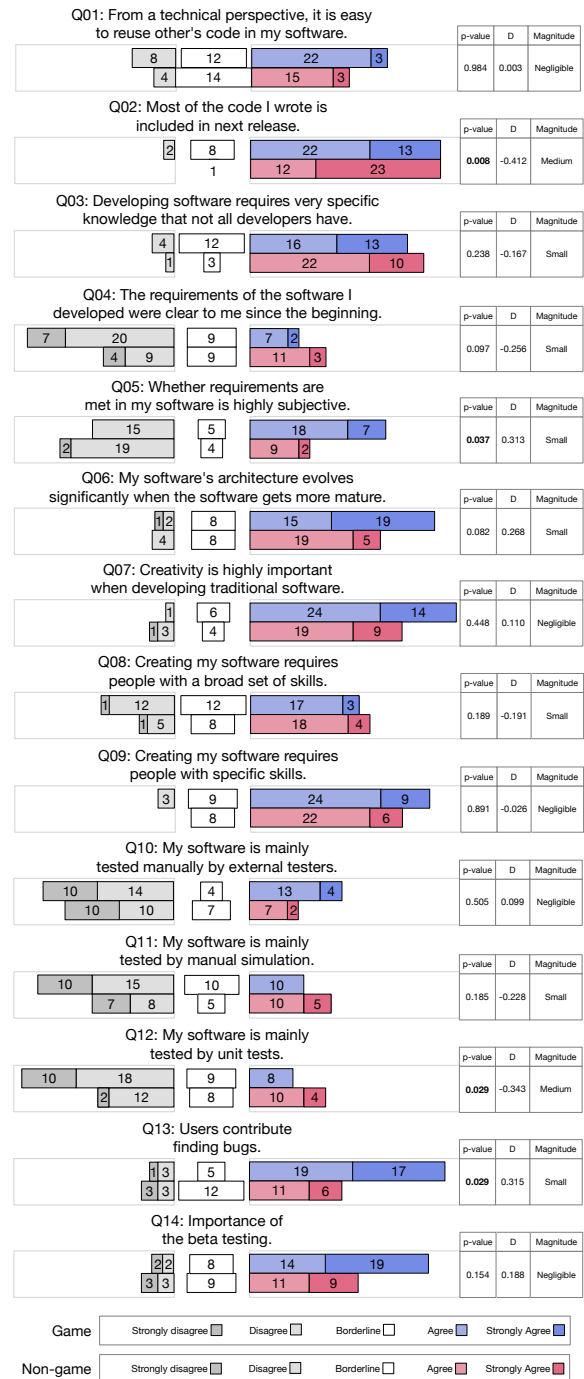 Q01: From a technical perspective, it is easy
to reuse other's code in my software.
p-value D Magnitude
8 12 22 3
4 14 15 3
0.984 0.003 Negligible
Q02: Most of the code I wrote is
included in next release.
p-value D Magnitude
2 8 22 13
1 12 23
0.008 -0.412 Medium
Q03: Developing software requires very specific
knowledge that not all developers have.
p-value D Magnitude
4 12 16 13
1 3 22 10
0.238 -0.167 Small
Q04: The requirements of the software I
developed were clear to me since the beginning.
p-value D Magnitude
7 20 9 7 2
4 9 9 11 3
0.097 -0.256 Small
Q05: Whether requirements are
met in my software is highly subjective.
p-value D Magnitude
15 5 18 7
2 19 4 9 2
0.037 0.313 Small
Q06: My software's architecture evolves
significantly when the software gets more mature.
p-value D Magnitude
1 2 8 15 19
4 8 19 5
0.082 0.268 Small
Q07: Creativity is highly important
when developing traditional software.
p-value D Magnitude
1 6 24 14
1 3 4 19 9
0.448 0.110 Negligible
Q08: Creating my software requires
people with a broad set of skills.
p-value D Magnitude
1 12 12 17 3
1 5 8 18 4
0.189 -0.191 Small
Q09: Creating my software requires
people with specific skills.
p-value D Magnitude
3 9 24 9
8 22 6
0.891 -0.026 Negligible
Q10: My software is mainly
tested manually by external testers.
p-value D Magnitude
10 14 4 13 4
10 10 7 7 2
0.505 0.099 Negligible
Q11: My software is mainly
tested by manual simulation.
p-value D Magnitude
10 15 10 10
7 8 5 10 5
0.185 -0.228 Small
Q12: My software is mainly
tested by unit tests.
p-value D Magnitude
10 18 9 8
2 12 8 10 4
0.029 -0.343 Medium
Q13: Users contribute
finding bugs.
p-value D Magnitude
1 3 5 19 17
3 3 12 11 6
0.029 0.315 Small
Q14: Importance of
the beta testing.
p-value D Magnitude
2 2 8 14 19
3 3 9 11 9
0.154 0.188 Negligible
Game Strongly disagree Disagree Borderline Agree Strongly Agree
Non-game Strongly disagree Disagree Borderline Agree Strongly Agree